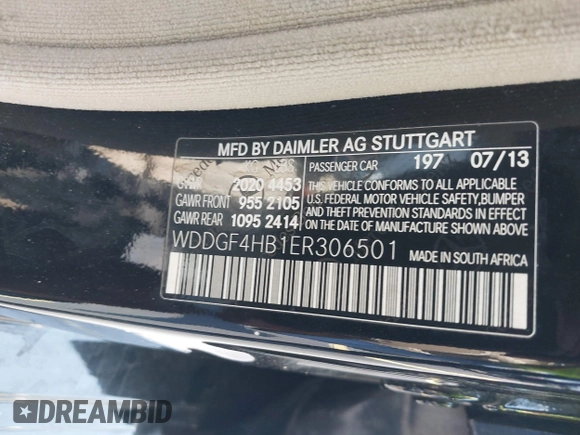 MFD BY DAIMLER AG STUTTGART
PASSENGER CAR 197 07/13
GVWR 2020 4453
GAWR FRONT 955 2105
GAWR REAR 1095 2414
THIS VEHICLE CONFORMS TO ALL APPLICABLE
U.S. FEDERAL MOTOR VEHICLE SAFETY,BUMPER
AND THEFT PREVENTION STANDARDS IN EFFECT
ON THE DATE OF MANUFACTURE SHOWN ABOVE
WDDGF4HB1ER306501
MADE IN SOUTH AFRICA
DREAMBID